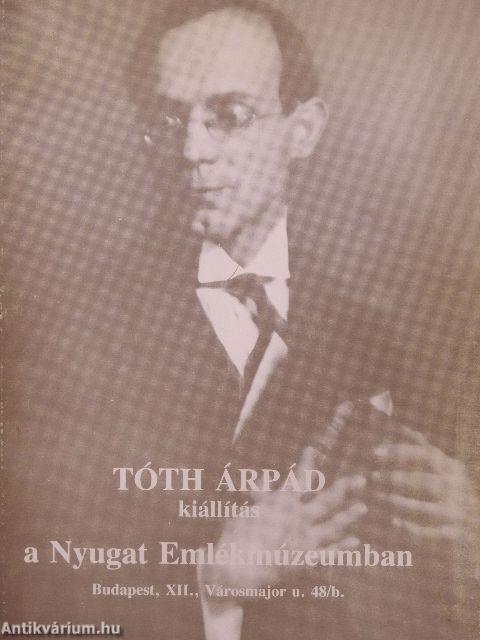 TÓTH ÁRPÁD
kiállítás
a Nyugat Emlékmúzeumban
Budapest, XII., Városmajor u. 48/b.
Antikvárium.hu